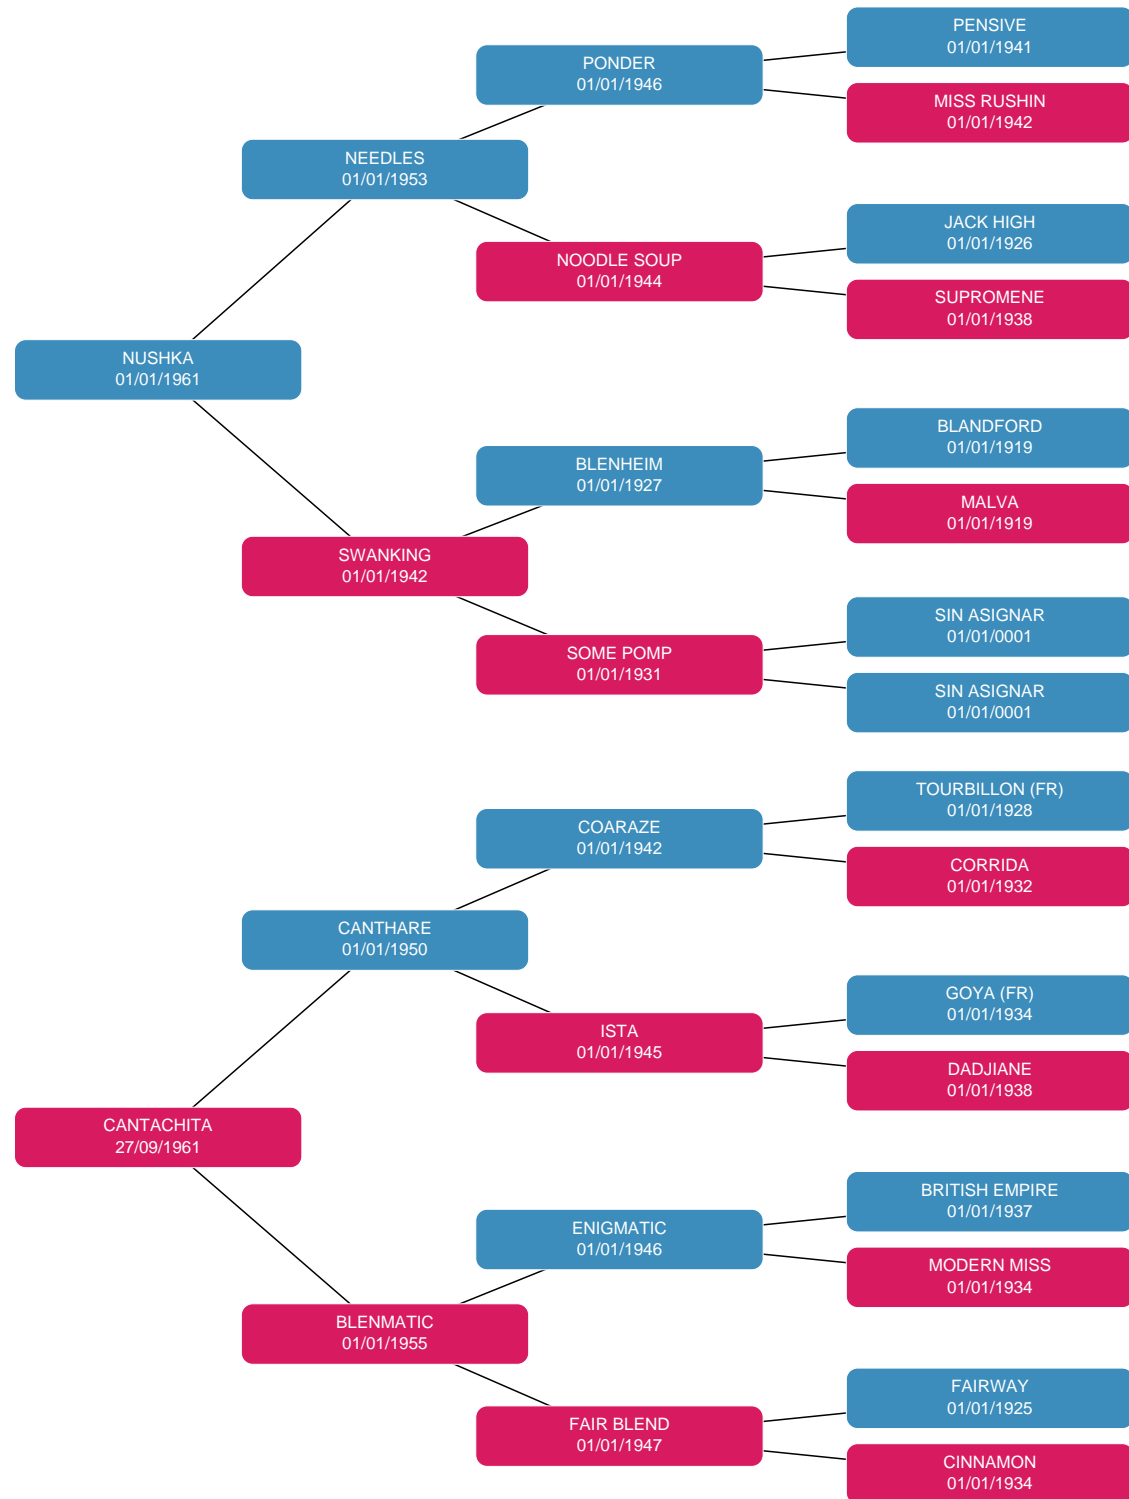 PENSIVE
01/01/1941
PONDER
01/01/1946
MISS RUSHIN
01/01/1942
NEEDLES
01/01/1953
JACK HIGH
01/01/1926
NOODLE SOUP
01/01/1944
SUPROMENE
01/01/1938
NUSHKA
01/01/1961
BLANDFORD
01/01/1919
BLENHEIM
01/01/1927
MALVA
01/01/1919
SWANKING
01/01/1942
SIN ASIGNAR
01/01/0001
SOME POMP
01/01/1931
SIN ASIGNAR
01/01/0001
TOURBILLON (FR)
01/01/1928
COARAZE
01/01/1942
CORRIDA
01/01/1932
CANTHARE
01/01/1950
GOYA (FR)
01/01/1934
ISTA
01/01/1945
DADJIANE
01/01/1938
CANTACHITA
27/09/1961
BRITISH EMPIRE
01/01/1937
ENIGMATIC
01/01/1946
MODERN MISS
01/01/1934
BLENMATIC
01/01/1955
FAIRWAY
01/01/1925
FAIR BLEND
01/01/1947
CINNAMON
01/01/1934